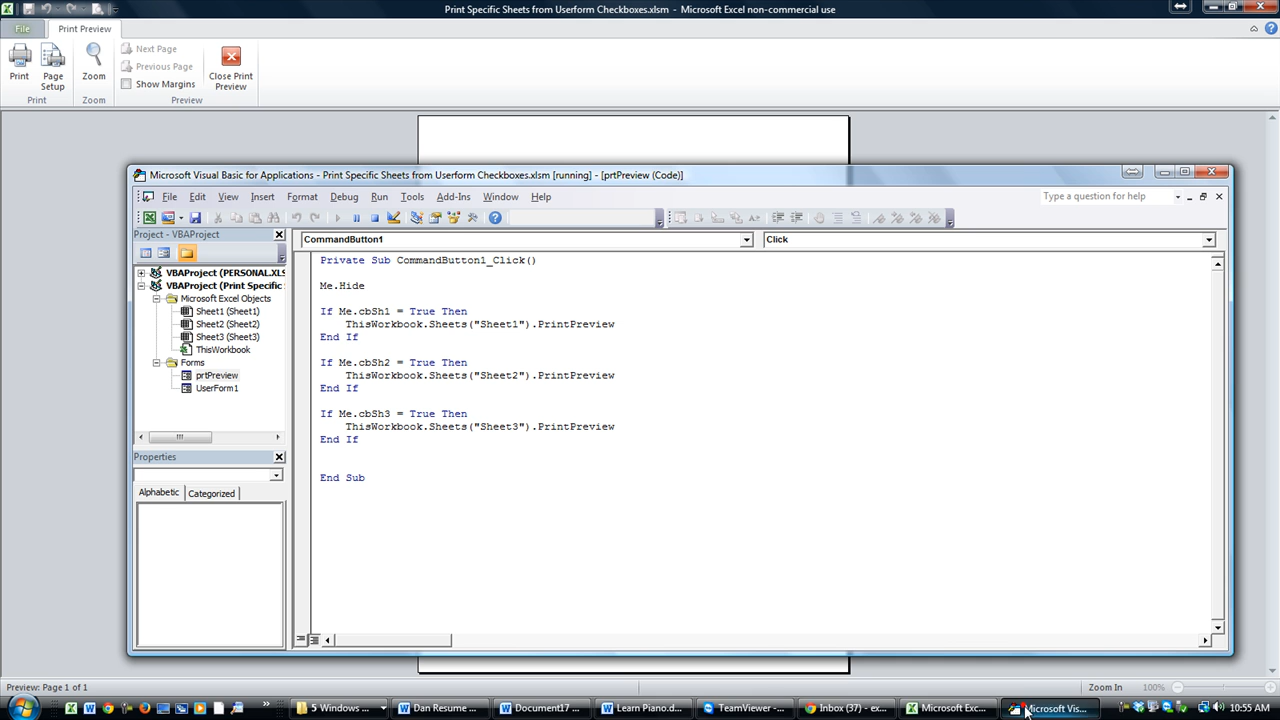 Print Specific Sheets from Userform Checkboxes.xlsm - Microsoft Excel non-commercial use
File
Print Preview
Print
Page Setup
Zoom
Next Page
Previous Page
Show Margins
Close Print Preview
Print
Zoom
Preview
Microsoft Visual Basic for Applications - Print Specific Sheets from Userform Checkboxes.xlsm [running] - [prtPreview (Code)]
File Edit View Insert Format Debug Run Tools Add-Ins Window Help
Type a question for help
Project - VBAProject
VBAProject (PERSONAL.XLS
VBAProject (Print Specific
Microsoft Excel Objects
Sheet1 (Sheet1)
Sheet2 (Sheet2)
Sheet3 (Sheet3)
ThisWorkbook
Forms
prtPreview
UserForm1
Properties
Alphabetic Categorized
CommandButton1
Click
Private Sub CommandButton1_Click()
Me.Hide
If Me.cbSh1 = True Then
ThisWorkbook.Sheets("Sheet1").PrintPreview
End If
If Me.cbSh2 = True Then
ThisWorkbook.Sheets("Sheet2").PrintPreview
End If
If Me.cbSh3 = True Then
ThisWorkbook.Sheets("Sheet3").PrintPreview
End If
End Sub
Preview: Page 1 of 1
Zoom In 100%
5 Windows ...
Dan Resume ...
Document17 ...
Learn Piano.d...
TeamViewer - ...
Inbox (37) - ex...
Microsoft Exc...
Microsoft Vis...
10:55 AM